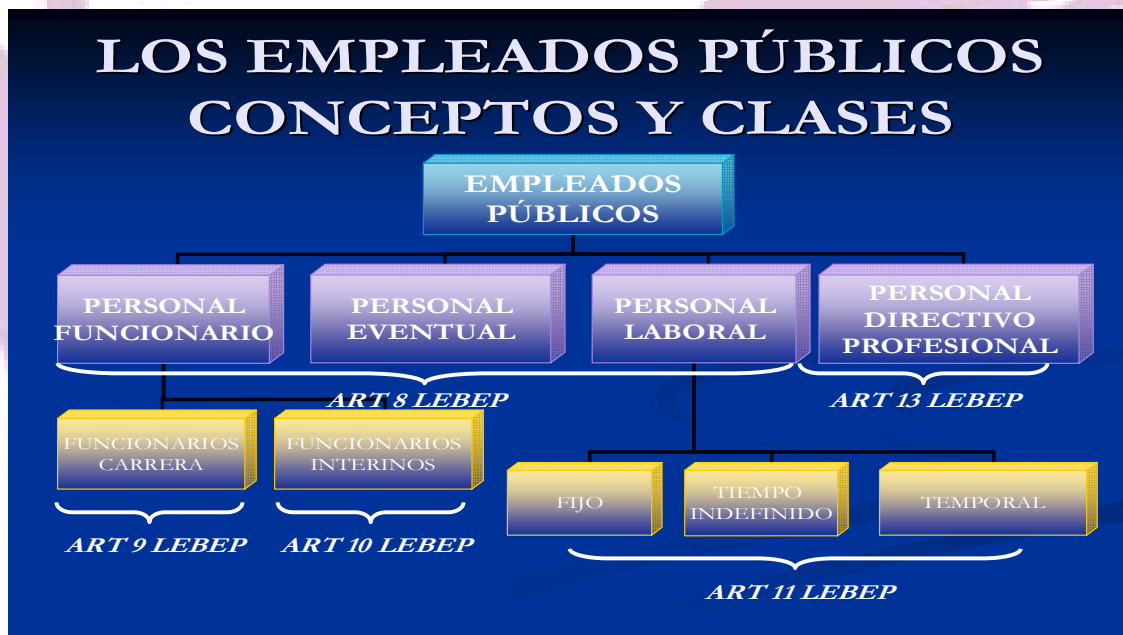 LOS EMPLEADOS PÚBLICOS
CONCEPTOS Y CLASES
EMPLEADOS
PÚBLICOS
PERSONAL
FUNCIONARIO
PERSONAL
EVENTUAL
PERSONAL
LABORAL
PERSONAL
DIRECTIVO
PROFESIONAL
ART 8 LEBEP
ART 13 LEBEP
FUNCIONARIOS
CARRERA
FUNCIONARIOS
INTERINOS
FIJO
TIEMPO
INDEFINIDO
TEMPORAL
ART 9 LEBEP
ART 10 LEBEP
ART 11 LEBEP